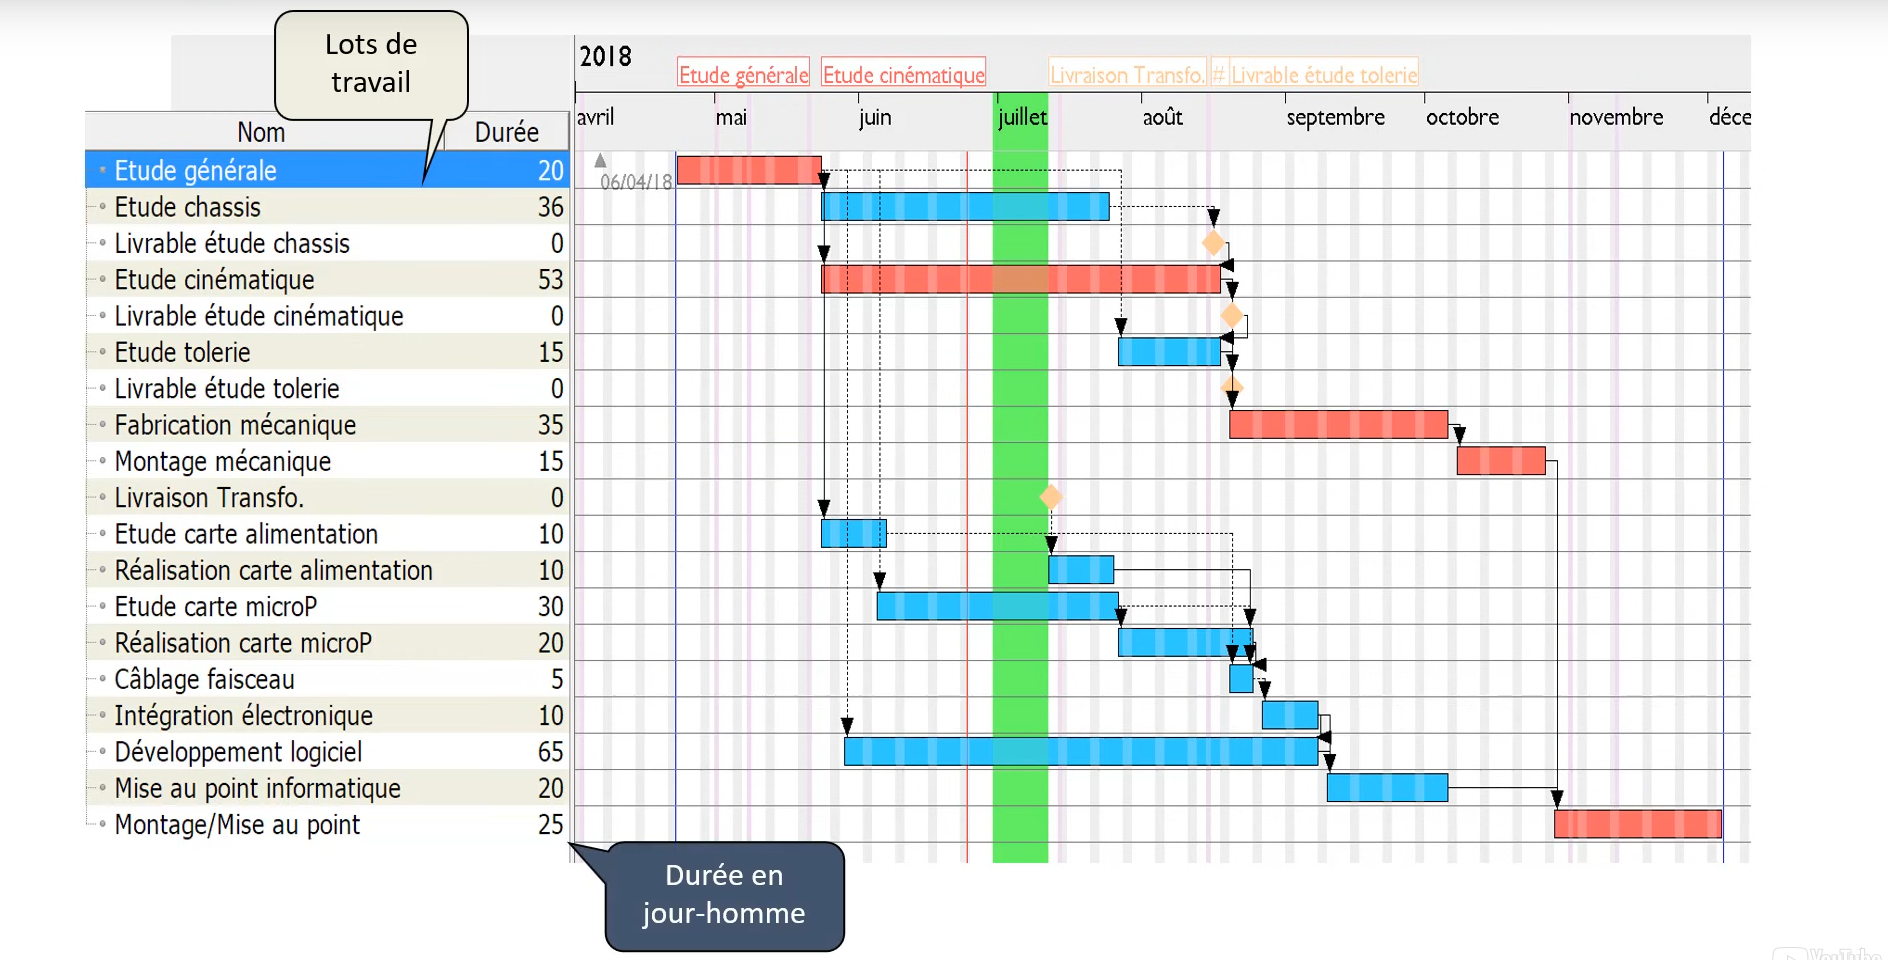 Lots de
travail
2018
Etude générale
Etude cinématique
Livraison Transfo.
#
Livrable étude tolerie
avril
mai
juin
juillet
août
septembre
octobre
novembre
déce
Nom
Durée
06/04/18
Etude générale 20
Etude chassis 36
Livrable étude chassis 0
Etude cinématique 53
Livrable étude cinématique 0
Etude tolerie 15
Livrable étude tolerie 0
Fabrication mécanique 35
Montage mécanique 15
Livraison Transfo. 0
Etude carte alimentation 10
Réalisation carte alimentation 10
Etude carte microP 30
Réalisation carte microP 20
Câblage faisceau 5
Intégration électronique 10
Développement logiciel 65
Mise au point informatique 20
Montage/Mise au point 25
Durée en
jour-homme
YouTube